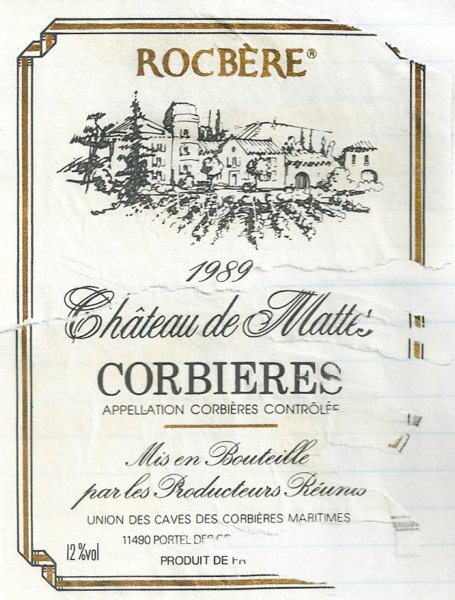 ROCBÈRE®
1989
Château de Mattes
CORBIERES
APPELLATION CORBIÈRES CONTRÔLÉE
Mis en Bouteille
par les Producteurs Réunis
UNION DES CAVES DES CORBIÈRES MARITIMES
11490 PORTEL DES
12%vol
PRODUIT DE